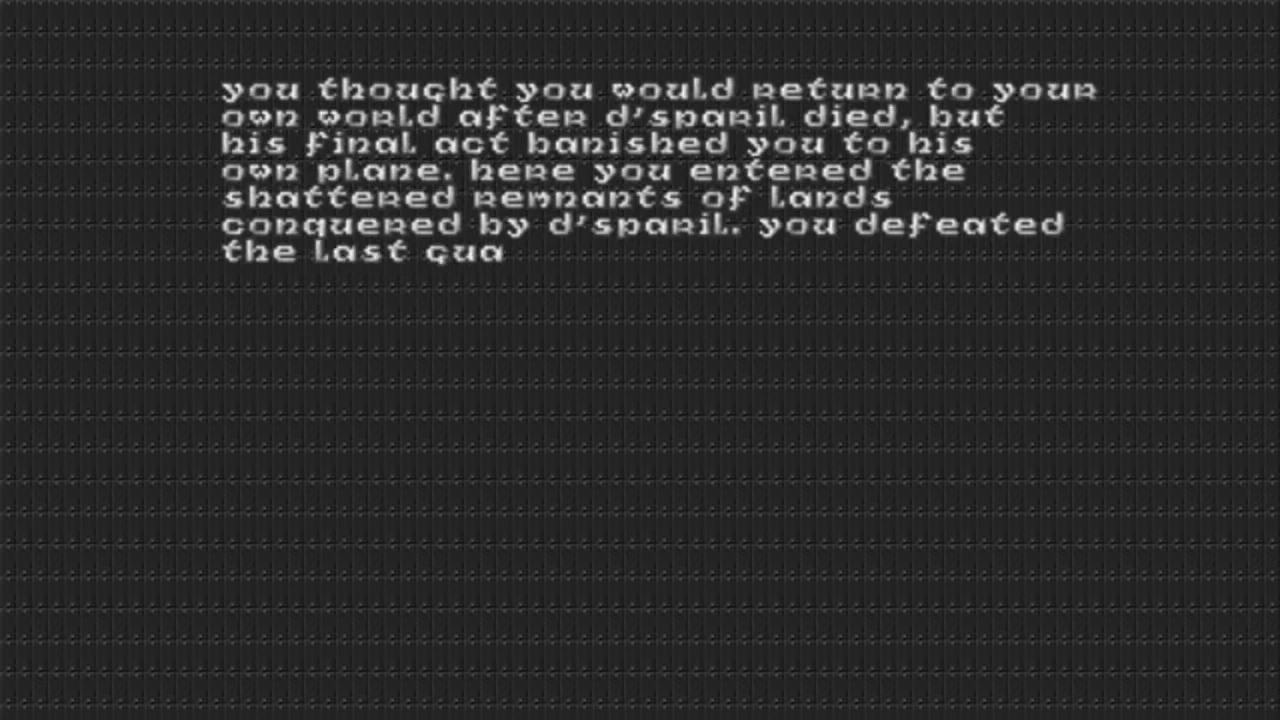 you thought you would return to your
own world after d'sparil died, but
his final act banished you to his
own plane. here you entered the
shattered remnants of lands
conquered by d'sparil. you defeated
the last gua